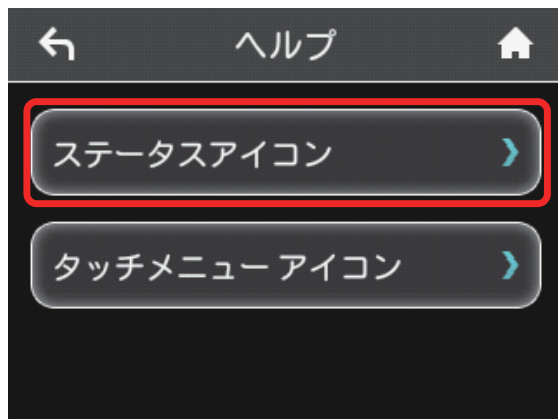 ヘルプ
ステータスアイコン
タッチメニュー アイコン